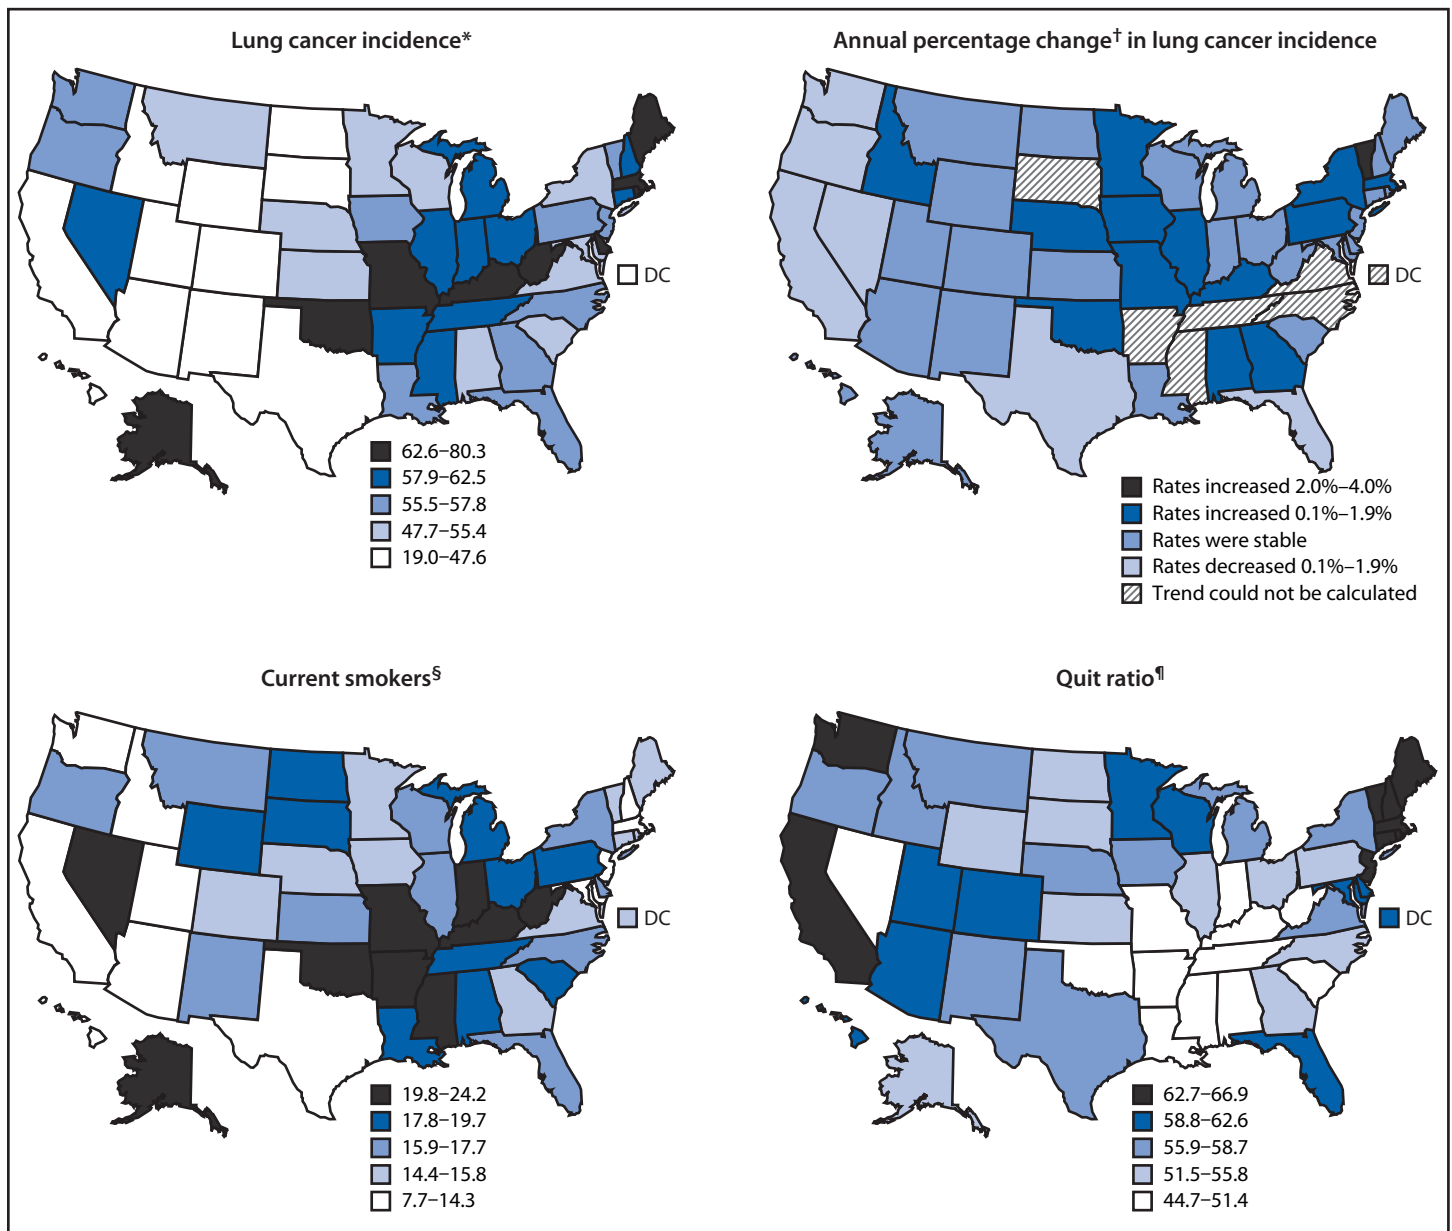 Lung cancer incidence*
DC
62.6–80.3
57.9–62.5
55.5–57.8
47.7–55.4
19.0–47.6
Annual percentage change† in lung cancer incidence
DC
Rates increased 2.0%–4.0%
Rates increased 0.1%–1.9%
Rates were stable
Rates decreased 0.1%–1.9%
Trend could not be calculated
Current smokers§
DC
19.8–24.2
17.8–19.7
15.9–17.7
14.4–15.8
7.7–14.3
Quit ratio¶
DC
62.7–66.9
58.8–62.6
55.9–58.7
51.5–55.8
44.7–51.4